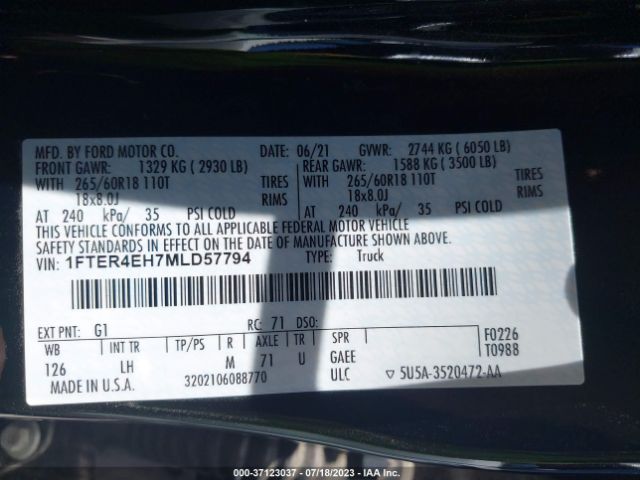 MFD. BY FORD MOTOR CO. DATE: 06/21 GVWR: 2744 KG ( 6050 LB)
FRONT GAWR: 1329 KG ( 2930 LB) REAR GAWR: 1588 KG ( 3500 LB)
WITH 265/60R18 110T TIRES WITH 265/60R18 110T TIRES
18x8.0J RIMS 18x8.0J RIMS
AT 240 kPa/ 35 PSI COLD AT 240 kPa/ 35 PSI COLD
THIS VEHICLE CONFORMS TO ALL APPLICABLE FEDERAL MOTOR VEHICLE
SAFETY STANDARDS IN EFFECT ON THE DATE OF MANUFACTURE SHOWN ABOVE.
VIN: 1FTER4EH7MLD57794 TYPE: Truck
EXT PNT: G1 RC: 71 DSO: F0226
WB INT TR TP/PS R AXLE TR SPR T0988
126 LH M 71 U GAEE
MADE IN U.S.A. 3202106088770 ULC ▽ 5U5A-3520472-AA
000-37123037 - 07/18/2023 - IAAI.COM